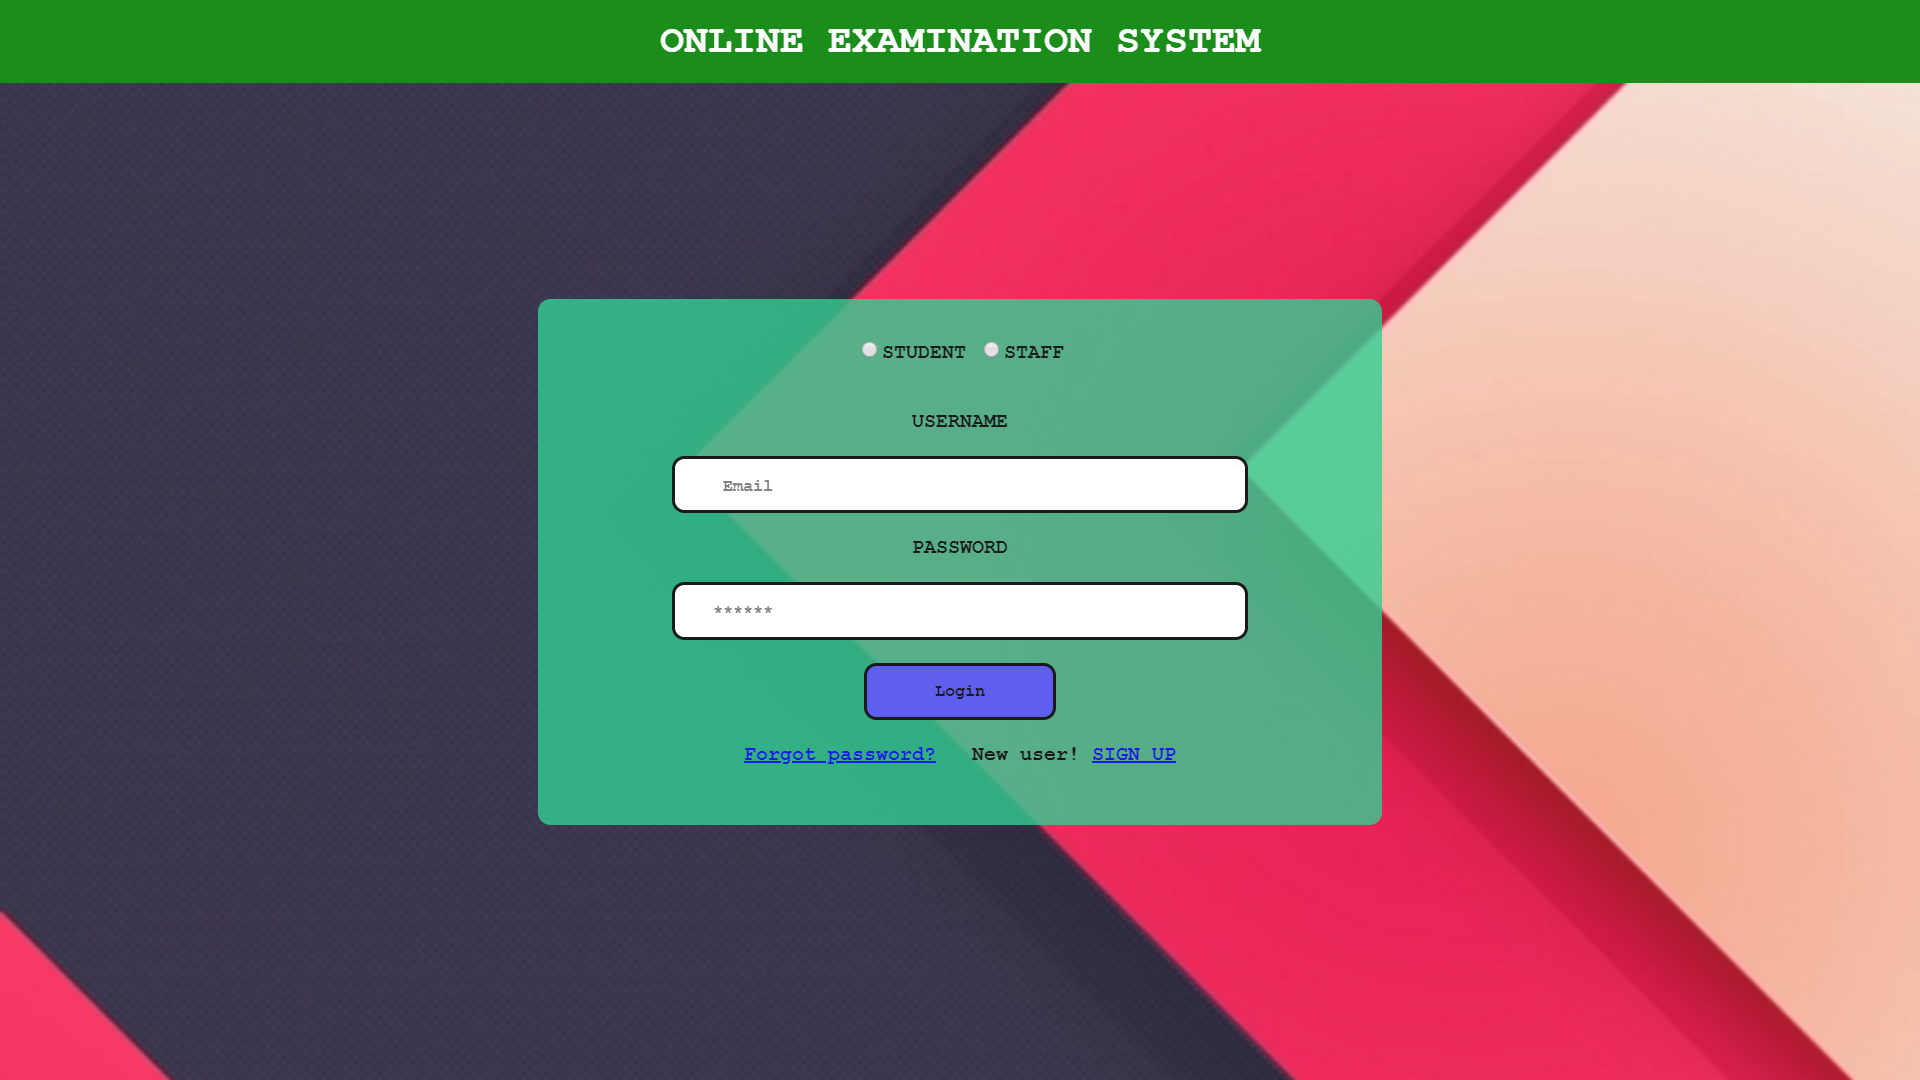 ONLINE EXAMINATION SYSTEM
STUDENT STAFF
USERNAME
Email
PASSWORD
******
Login
Forgot password? New user! SIGN UP